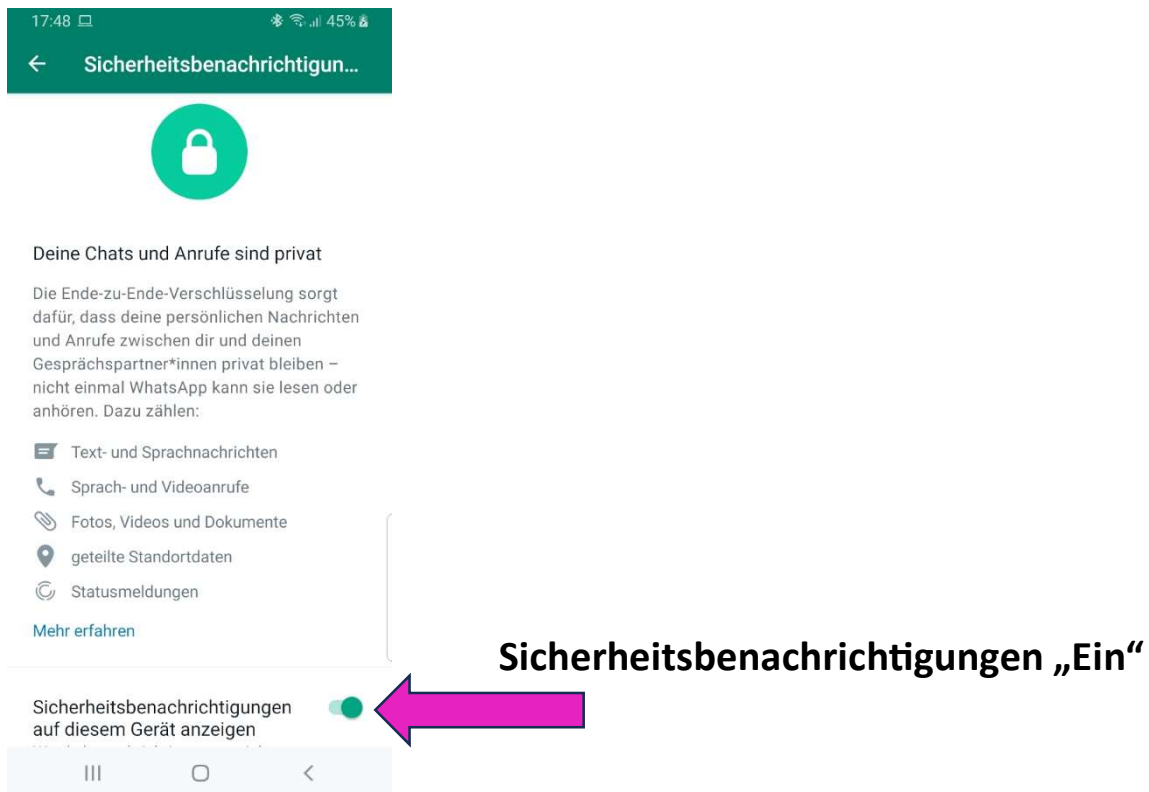 17:48 45%
Sicherheitsbenachrichtigun...
Deine Chats und Anrufe sind privat
Die Ende-zu-Ende-Verschlüsselung sorgt
dafür, dass deine persönlichen Nachrichten
und Anrufe zwischen dir und deinen
Gesprächspartner*innen privat bleiben –
nicht einmal WhatsApp kann sie lesen oder
anhören. Dazu zählen:
Text- und Sprachnachrichten
Sprach- und Videoanrufe
Fotos, Videos und Dokumente
geteilte Standortdaten
Statusmeldungen
Mehr erfahren
Sicherheitsbenachrichtigungen „Ein“
Sicherheitsbenachrichtigungen
auf diesem Gerät anzeigen